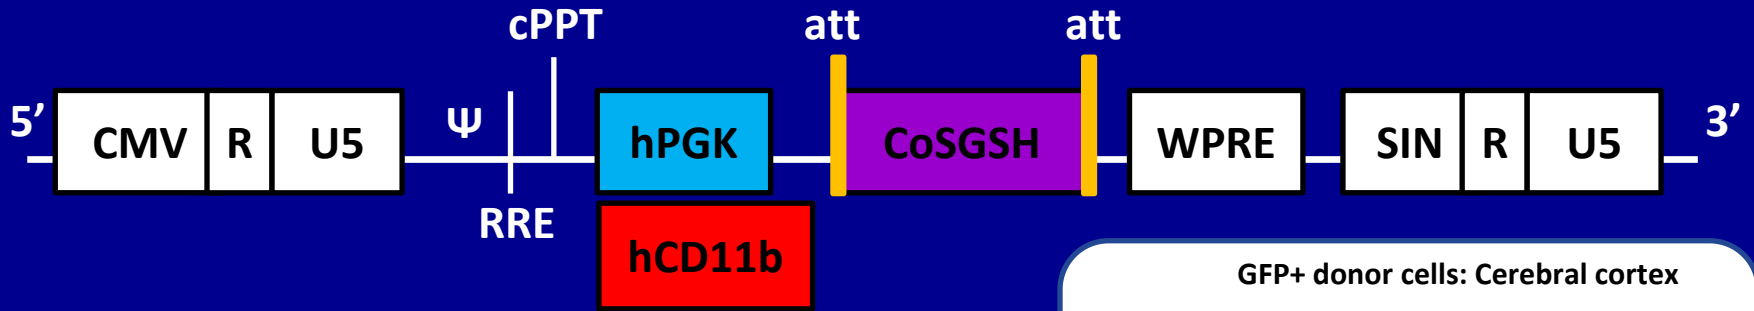 cPPT att att
5’ CMV R U5 Ψ hPGK CoSGSH WPRE SIN R U5 3’
RRE
hCD11b
GFP+ donor cells: Cerebral cortex